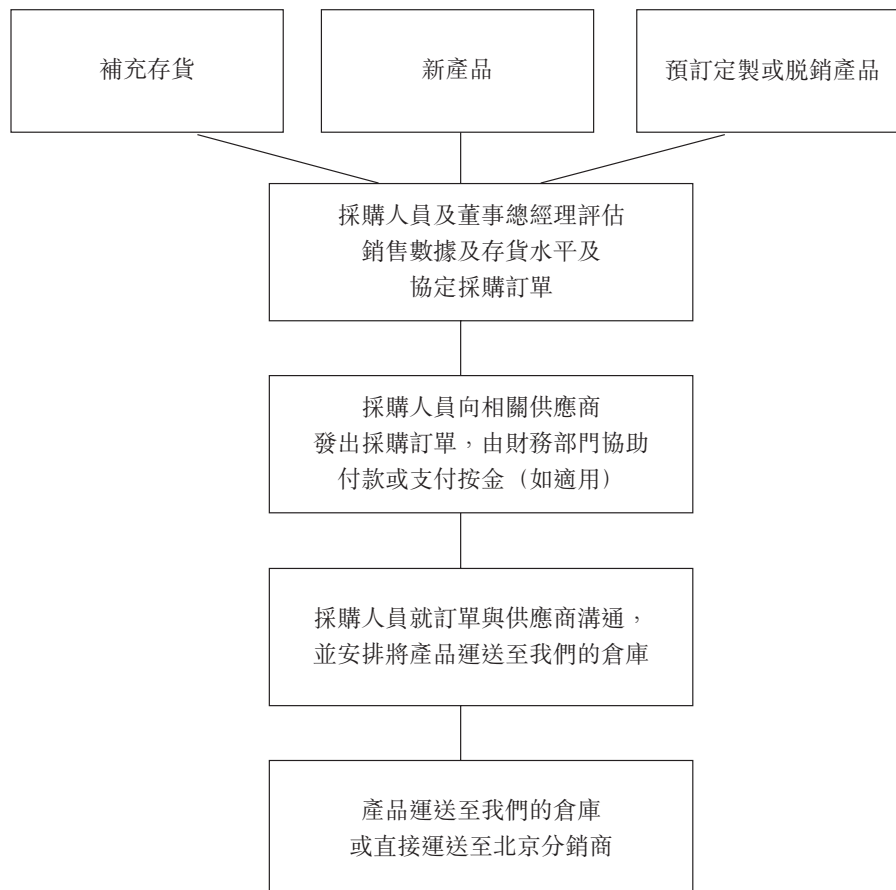 補充存貨
新產品
預訂定製或脱銷產品
採購人員及董事總經理評估
銷售數據及存貨水平及
協定採購訂單
採購人員向相關供應商
發出採購訂單，由財務部門協助
付款或支付按金（如適用）
採購人員就訂單與供應商溝通，
並安排將產品運送至我們的倉庫
產品運送至我們的倉庫
或直接運送至北京分銷商